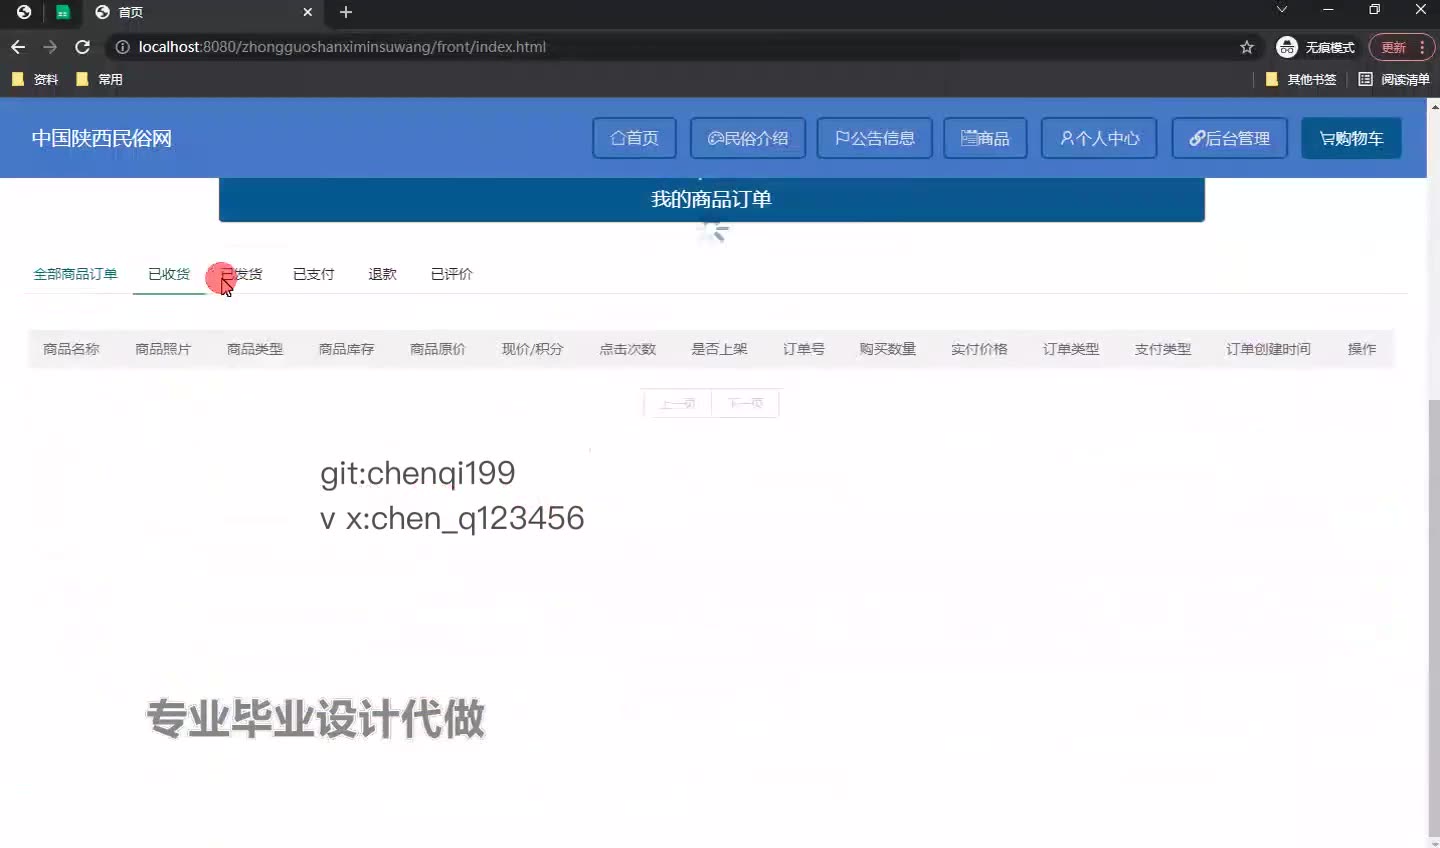 首页
localhost:8080/zhongguoshanximinsuwang/front/index.html
无痕模式
更新
资料
常用
其他书签
阅读清单
中国陕西民俗网
首页
民俗介绍
公告信息
商品
个人中心
后台管理
购物车
我的商品订单
全部商品订单
已收货
已发货
已支付
退款
已评价
商品名称 商品照片 商品类型 商品库存 商品原价 现价/积分 点击次数 是否上架 订单号 购买数量 实付价格 订单类型 支付类型 订单创建时间 操作
上一页
下一页
git:chenqi199
v x:chen_q123456
专业毕业设计代做